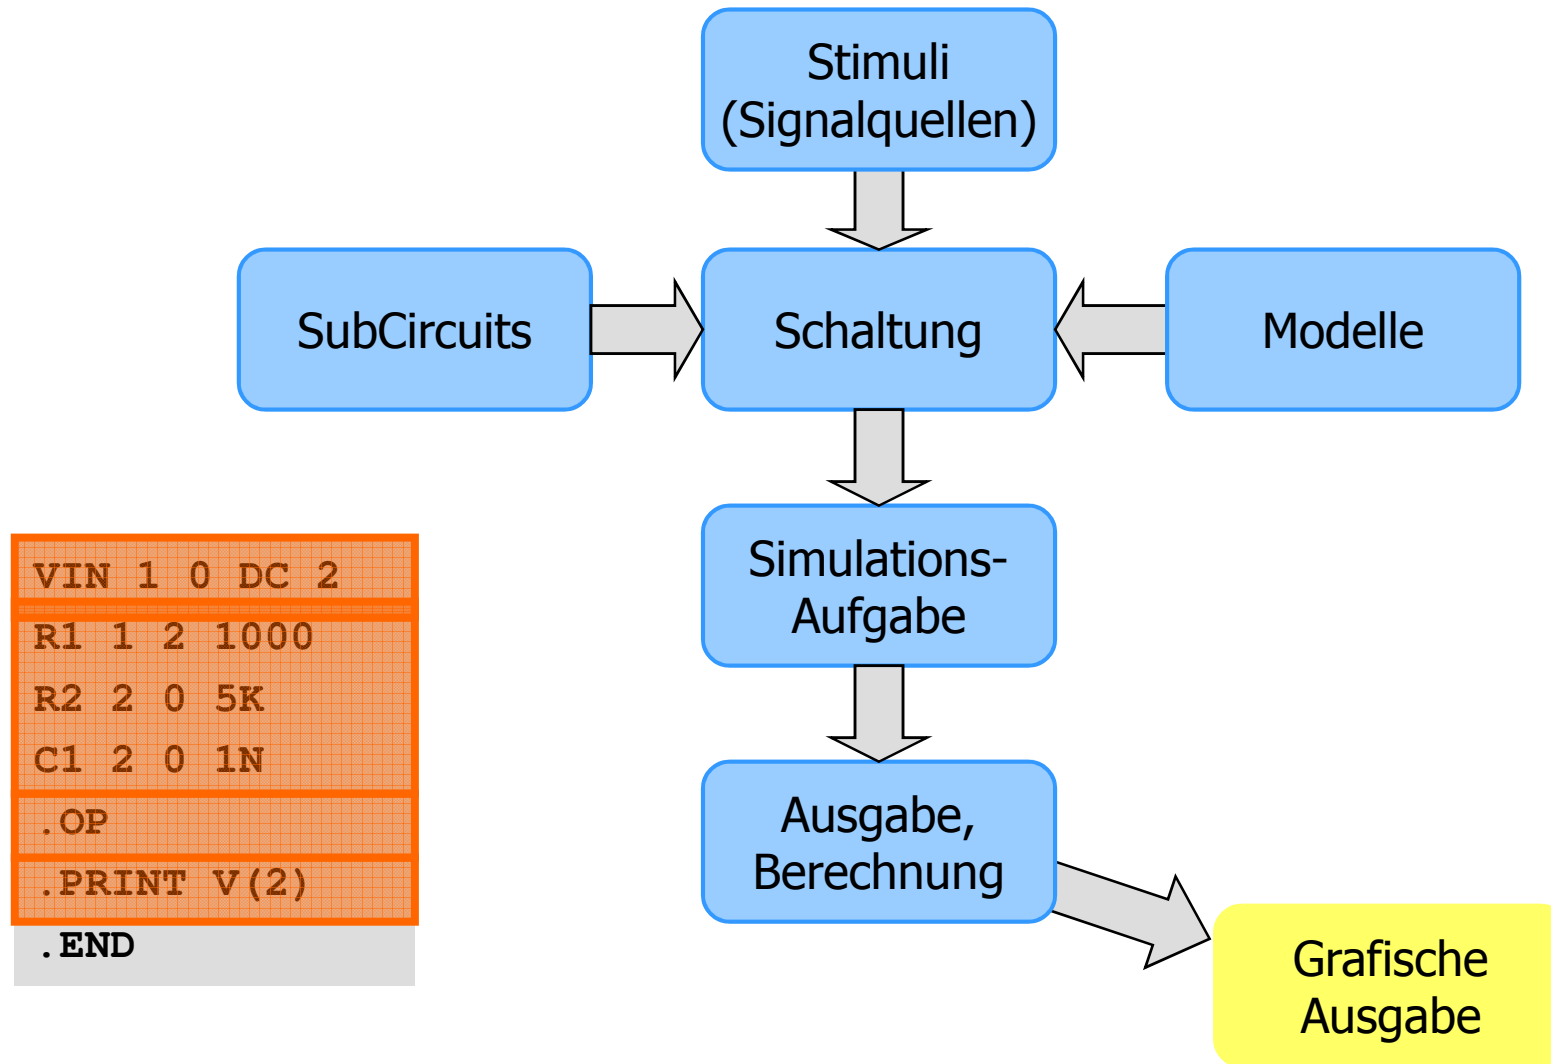 Stimuli
(Signalquellen)
SubCircuits
Schaltung
Modelle
Simulations-
Aufgabe
Ausgabe,
Berechnung
Grafische
Ausgabe
VIN 1 0 DC 2
R1 1 2 1000
R2 2 0 5K
C1 2 0 1N
.OP
.PRINT V(2)
.END